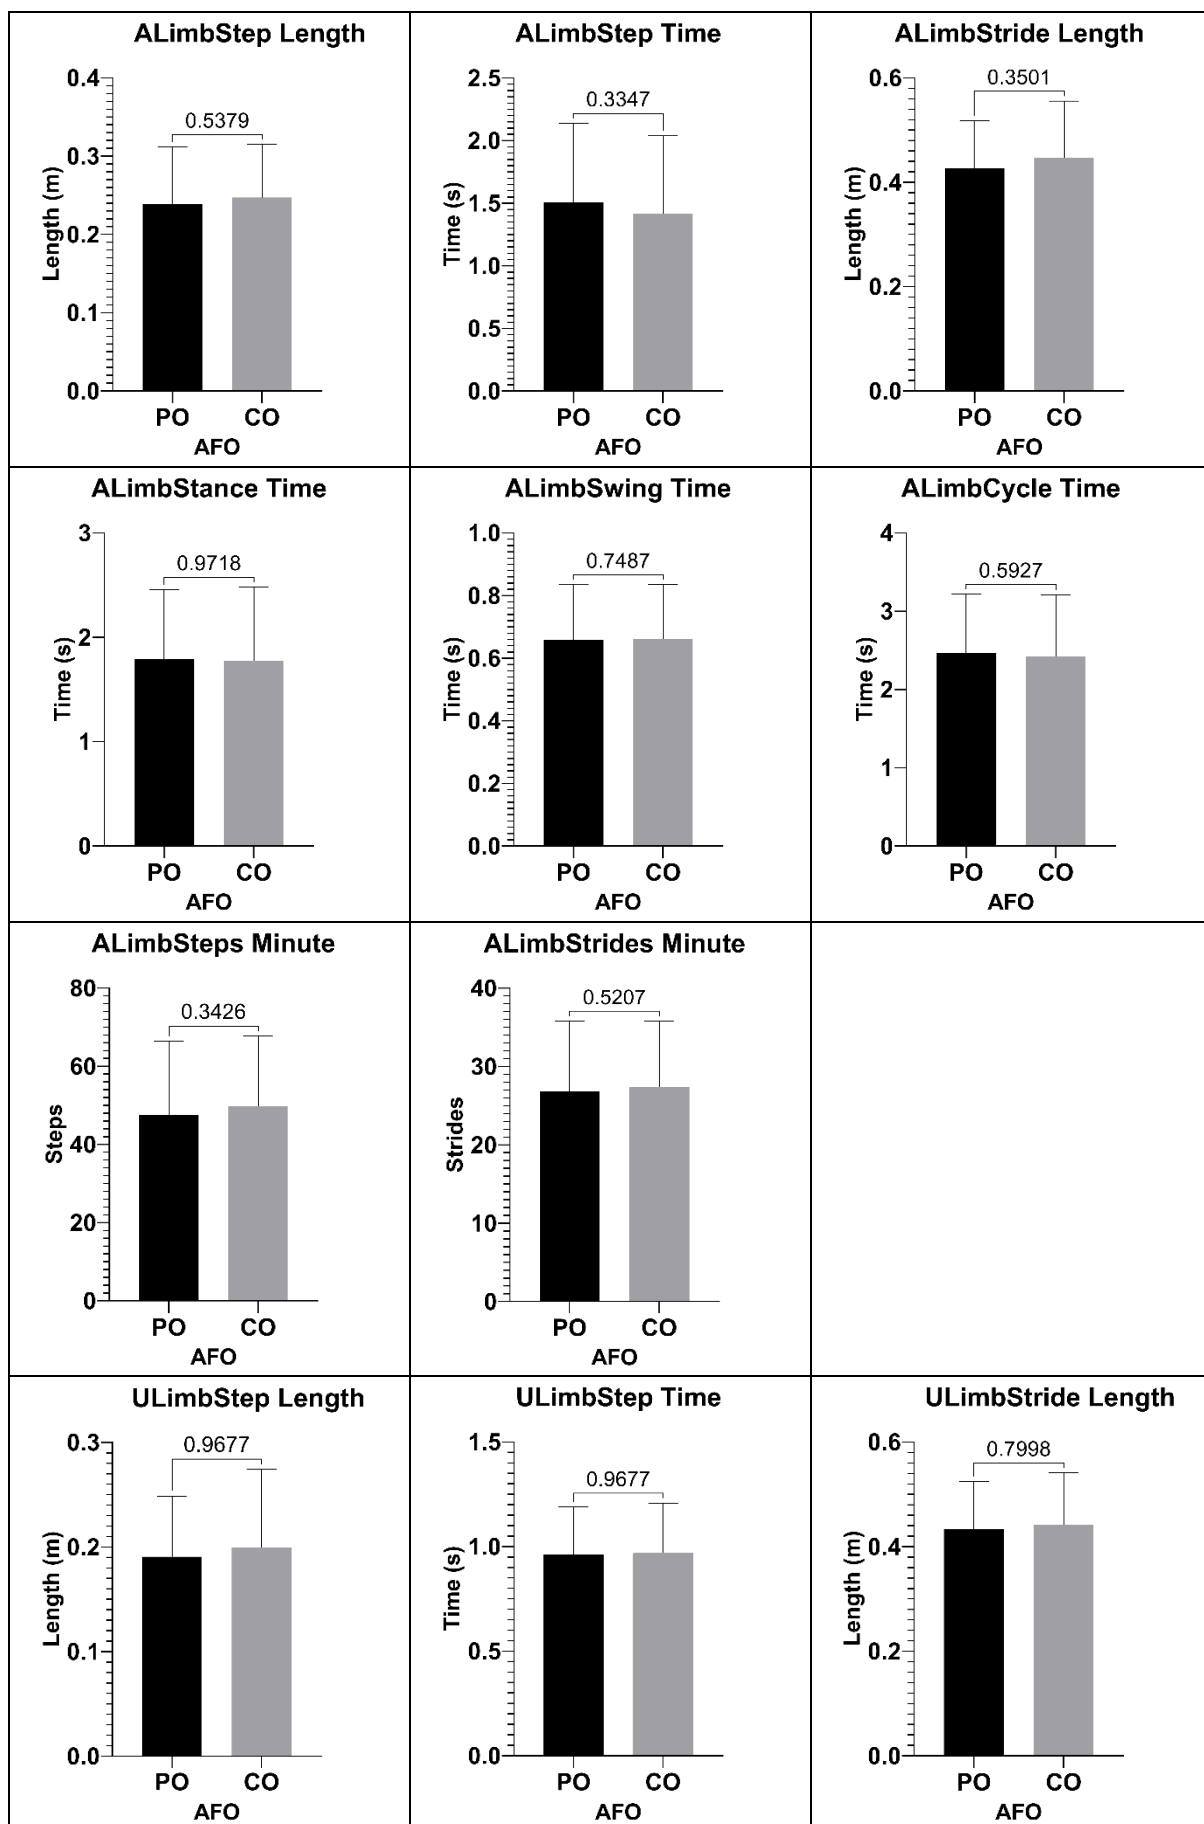 ALimbStep Length
0.4
0.3
0.2
0.1
0.0
Length (m)
0.5379
PO CO
AFO
ALimbStep Time
2.5
2.0
1.5
1.0
0.5
0.0
Time (s)
0.3347
PO CO
AFO
ALimbStride Length
0.6
0.4
0.2
0.0
Length (m)
0.3501
PO CO
AFO
ALimbStance Time
3
2
1
0
Time (s)
0.9718
PO CO
AFO
ALimbSwing Time
1.0
0.8
0.6
0.4
0.2
0.0
Time (s)
0.7487
PO CO
AFO
ALimbCycle Time
4
3
2
1
0
Time (s)
0.5927
PO CO
AFO
ALimbSteps Minute
80
60
40
20
0
Steps
0.3426
PO CO
AFO
ALimbStrides Minute
40
30
20
10
0
Strides
0.5207
PO CO
AFO
ULimbStep Length
0.3
0.2
0.1
0.0
Length (m)
0.9677
PO CO
AFO
ULimbStep Time
1.5
1.0
0.5
0.0
Time (s)
0.9677
PO CO
AFO
ULimbStride Length
0.6
0.4
0.2
0.0
Length (m)
0.7998
PO CO
AFO